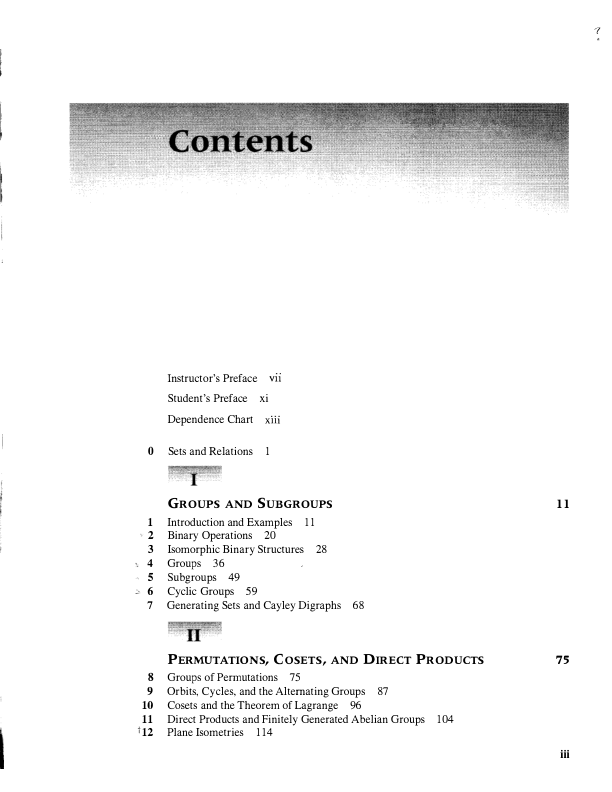 ?
Contents
Instructor's Preface vii
Student's Preface xi
Dependence Chart xiii
0 Sets and Relations 1
I
GROUPS AND SUBGROUPS 11
1 Introduction and Examples 11
2 Binary Operations 20
3 Isomorphic Binary Structures 28
4 Groups 36
5 Subgroups 49
6 Cyclic Groups 59
7 Generating Sets and Cayley Digraphs 68
II
PERMUTATIONS, COSETS, AND DIRECT PRODUCTS 75
8 Groups of Permutations 75
9 Orbits, Cycles, and the Alternating Groups 87
10 Cosets and the Theorem of Lagrange 96
11 Direct Products and Finitely Generated Abelian Groups 104
†12 Plane Isometries 114
iii